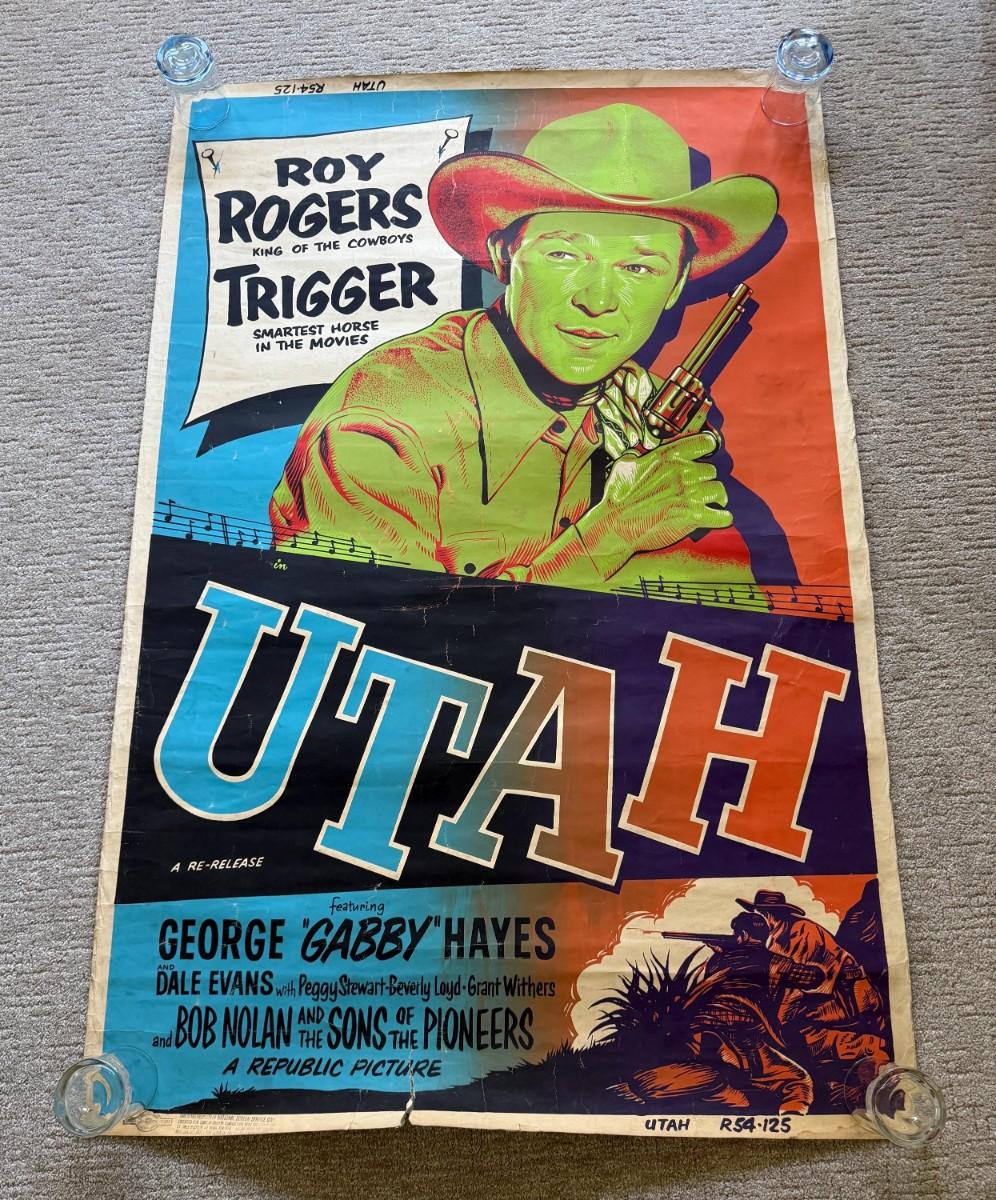 UTAH R54·125
ROY
ROGERS
KING OF THE COWBOYS
TRIGGER
SMARTEST HORSE
IN THE MOVIES
in
UTAH
A RE-RELEASE
featuring
GEORGE "GABBY" HAYES
AND DALE EVANS with Peggy Stewart-Beverly Loyd·Grant Withers
and BOB NOLAN AND THE SONS OF THE PIONEERS
A REPUBLIC PICTURE
UTAH R54·125